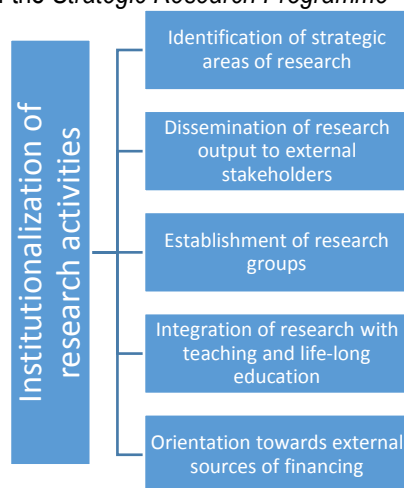 the Strategic Research Programme
Institutionalization of
research activities
Identification of strategic
areas of research
Dissemination of research
output to external
stakeholders
Establishment of research
groups
Integration of research with
teaching and life-long
education
Orientation towards external
sources of financing